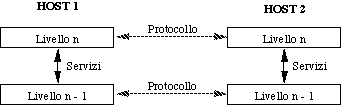 HOST 1
HOST 2
Protocollo
Livello n
Livello n
Servizi
Servizi
Protocollo
Livello n - 1
Livello n - 1